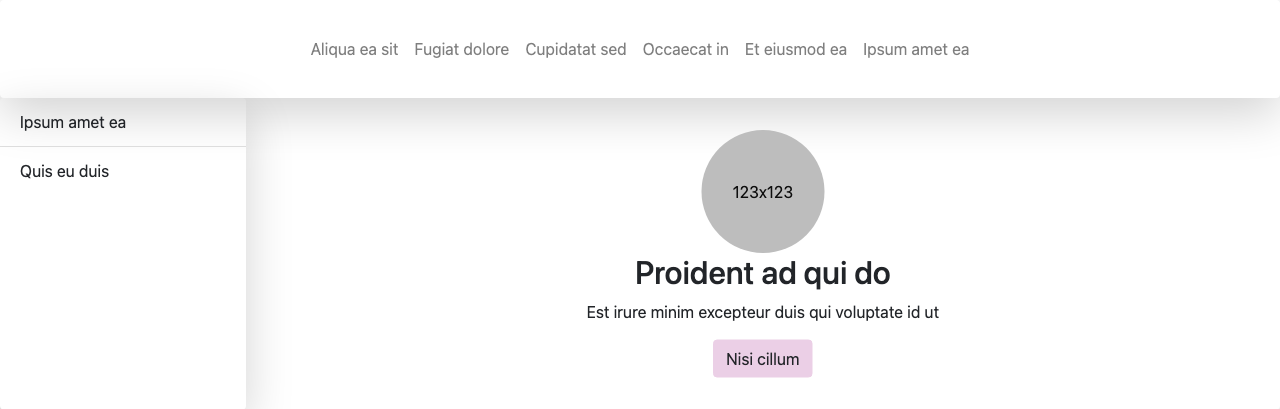 Aliqua ea sit Fugiat dolore Cupidatat sed Occaecat in Et eiusmod ea Ipsum amet ea
Ipsum amet ea
Quis eu duis
123x123
Proident ad qui do
Est irure minim excepteur duis qui voluptate id ut
Nisi cillum